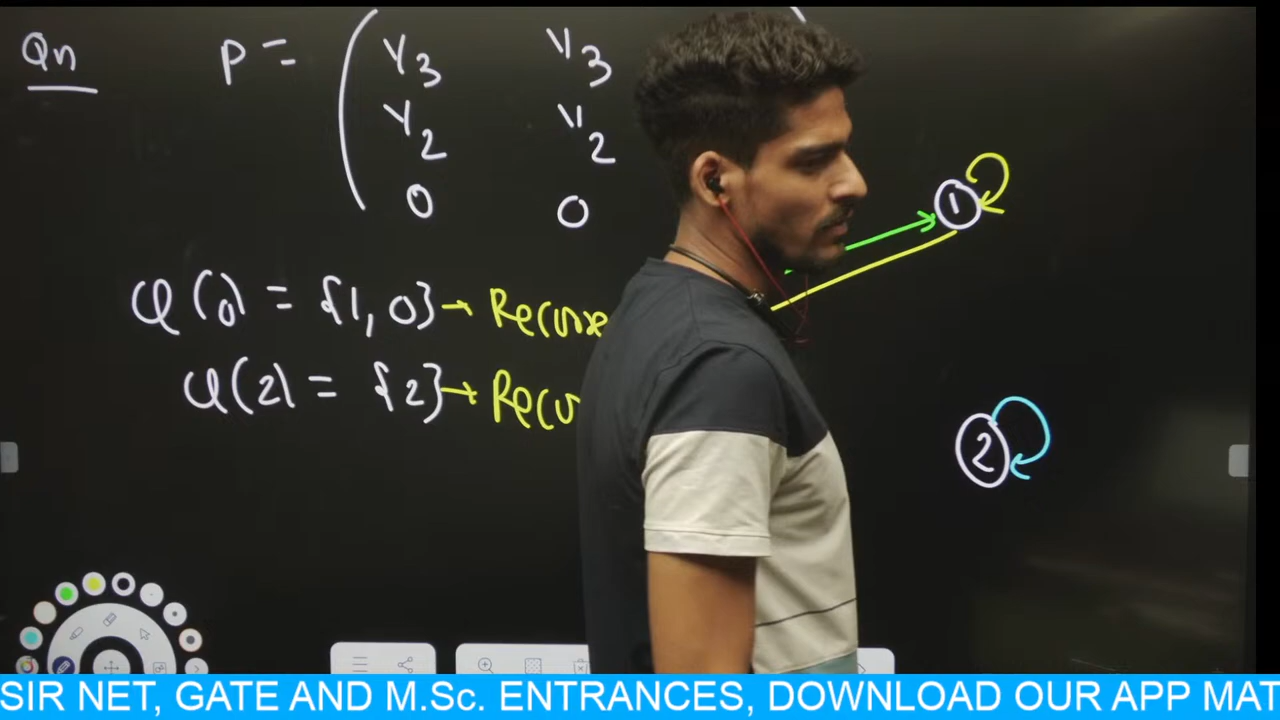 Qn
P =
1/3 1/3
1/2 1/2
0 0
1
φ(0) = {1, 0} → Recurre
φ(2) = {2} → Recu
2
SIR NET, GATE AND M.Sc. ENTRANCES, DOWNLOAD OUR APP MAT